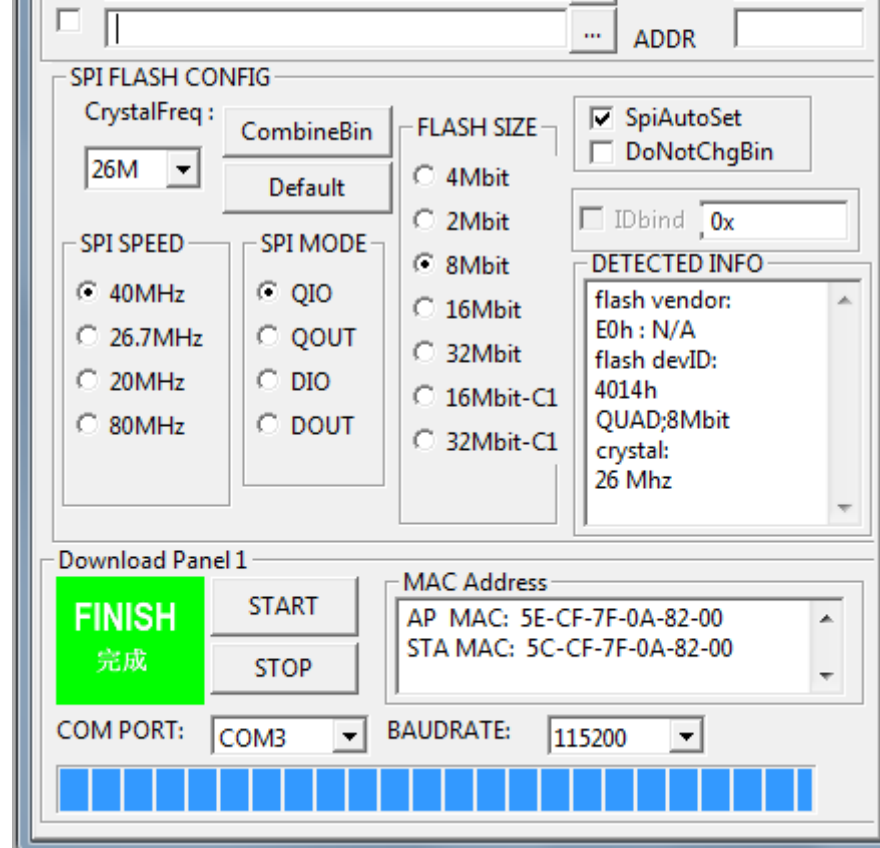 ... ADDR
SPI FLASH CONFIG
CrystalFreq :
26M
CombineBin
Default
SPI SPEED
40MHz
26.7MHz
20MHz
80MHz
SPI MODE
QIO
QOUT
DIO
DOUT
FLASH SIZE
4Mbit
2Mbit
8Mbit
16Mbit
32Mbit
16Mbit-C1
32Mbit-C1
SpiAutoSet
DoNotChgBin
IDbind 0x
DETECTED INFO
flash vendor:
E0h : N/A
flash devID:
4014h
QUAD;8Mbit
crystal:
26 Mhz
Download Panel 1
FINISH
完成
START
STOP
MAC Address
AP MAC: 5E-CF-7F-0A-82-00
STA MAC: 5C-CF-7F-0A-82-00
COM PORT: COM3 BAUDRATE: 115200